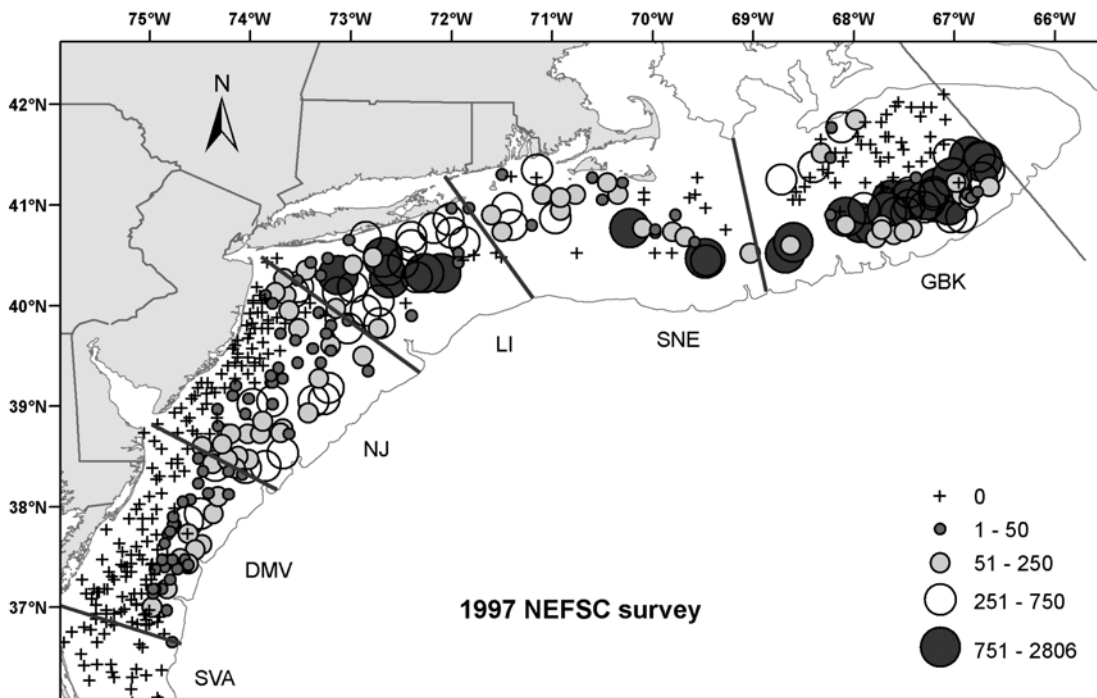 75°W 74°W 73°W 72°W 71°W 70°W 69°W 68°W 67°W 66°W
N
42°N
41°N
40°N
39°N
38°N
37°N
GBK
SNE
LI
NJ
DMV
SVA
1997 NEFSC survey
0
1 - 50
51 - 250
251 - 750
751 - 2806